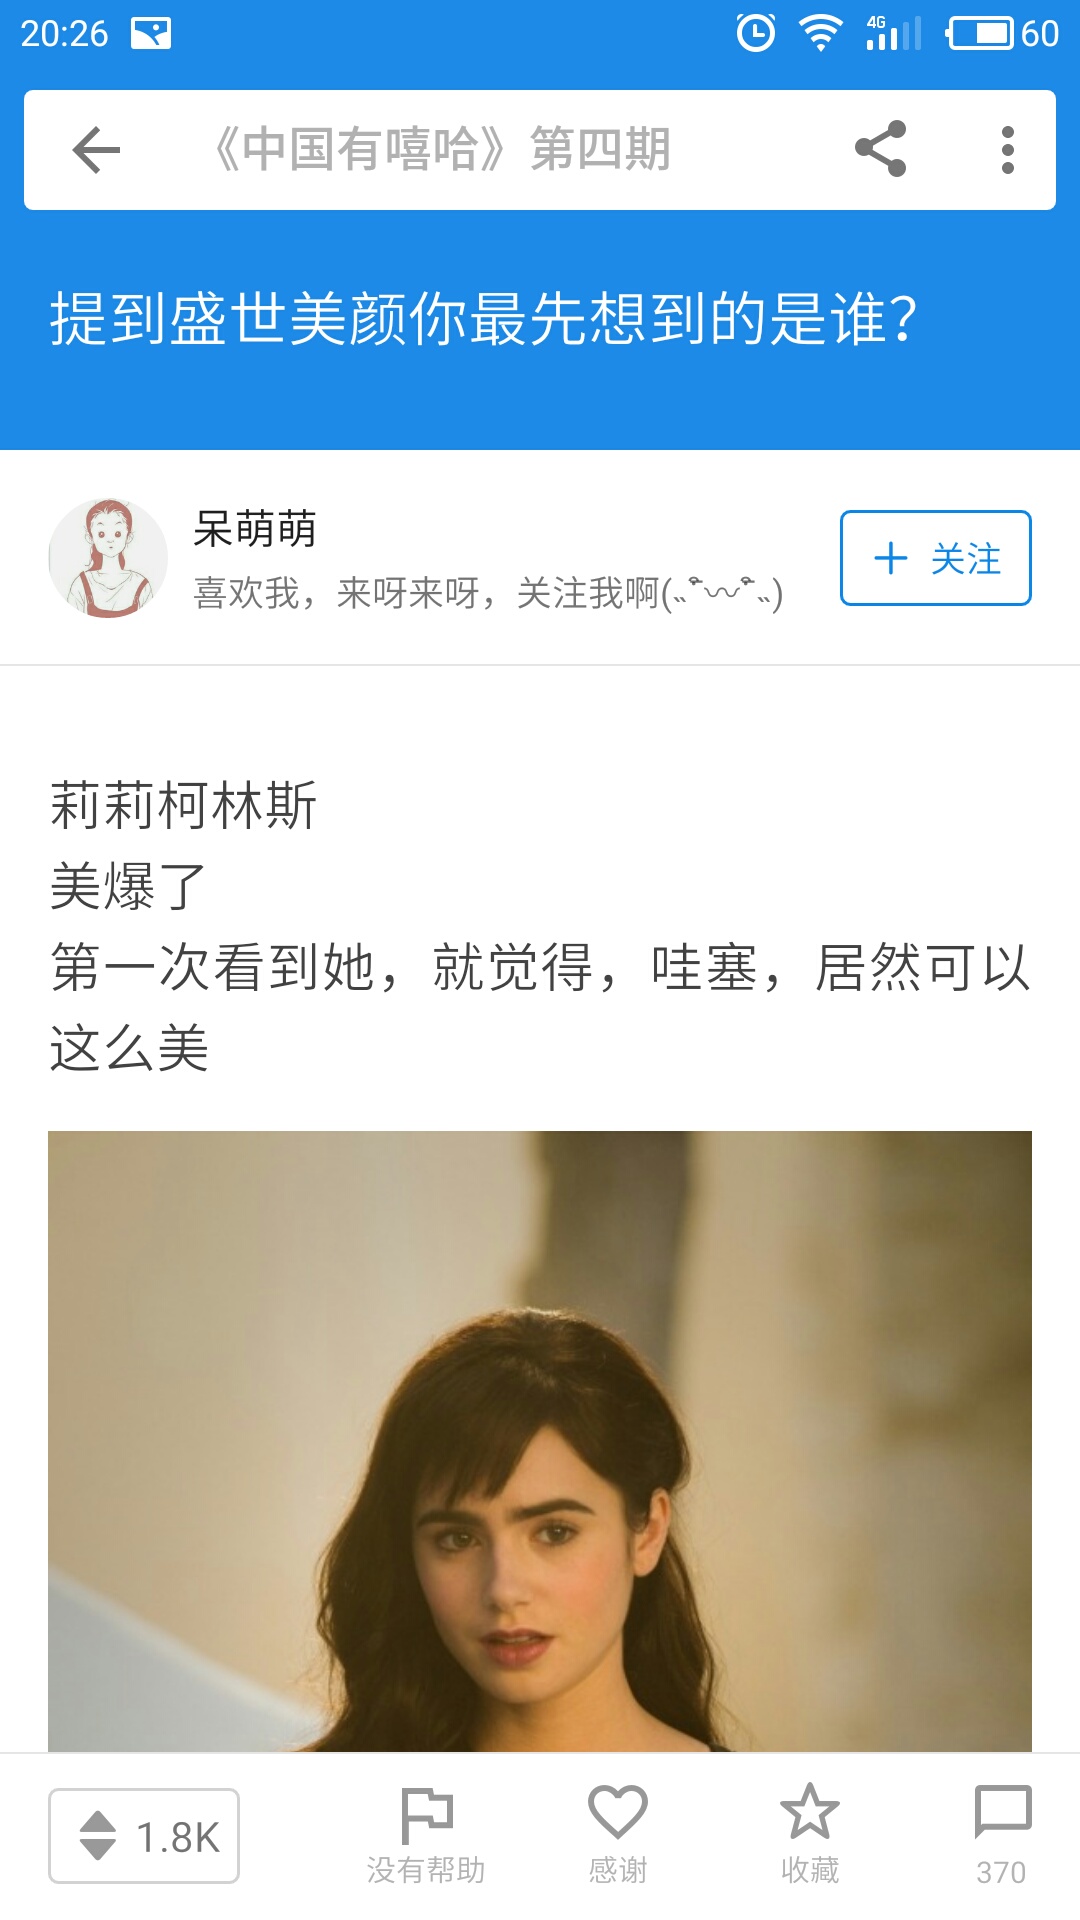 20:26
4G
60
《中国有嘻哈》第四期
提到盛世美颜你最先想到的是谁？
呆萌萌
喜欢我，来呀来呀，关注我啊(
关注
莉莉柯林斯
美爆了
第一次看到她，就觉得，哇塞，居然可以
这么美
1.8K
没有帮助
感谢
收藏
370